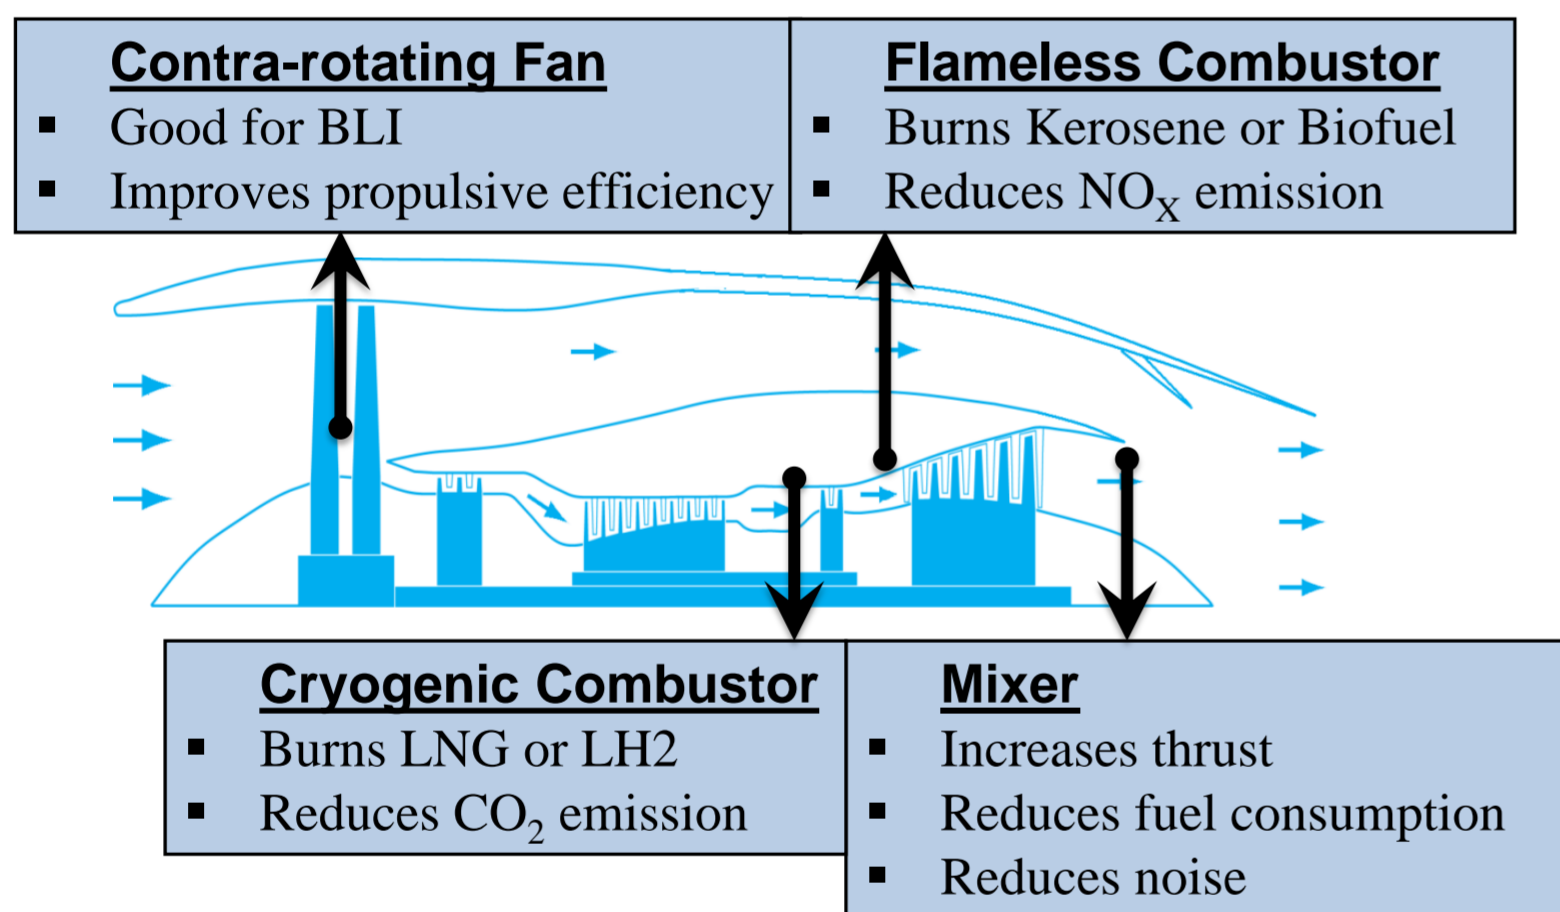 Contra-rotating Fan
▪ Good for BLI
▪ Improves propulsive efficiency
Flameless Combustor
▪ Burns Kerosene or Biofuel
▪ Reduces NOX emission
Cryogenic Combustor
▪ Burns LNG or LH2
▪ Reduces CO2 emission
Mixer
▪ Increases thrust
▪ Reduces fuel consumption
▪ Reduces noise